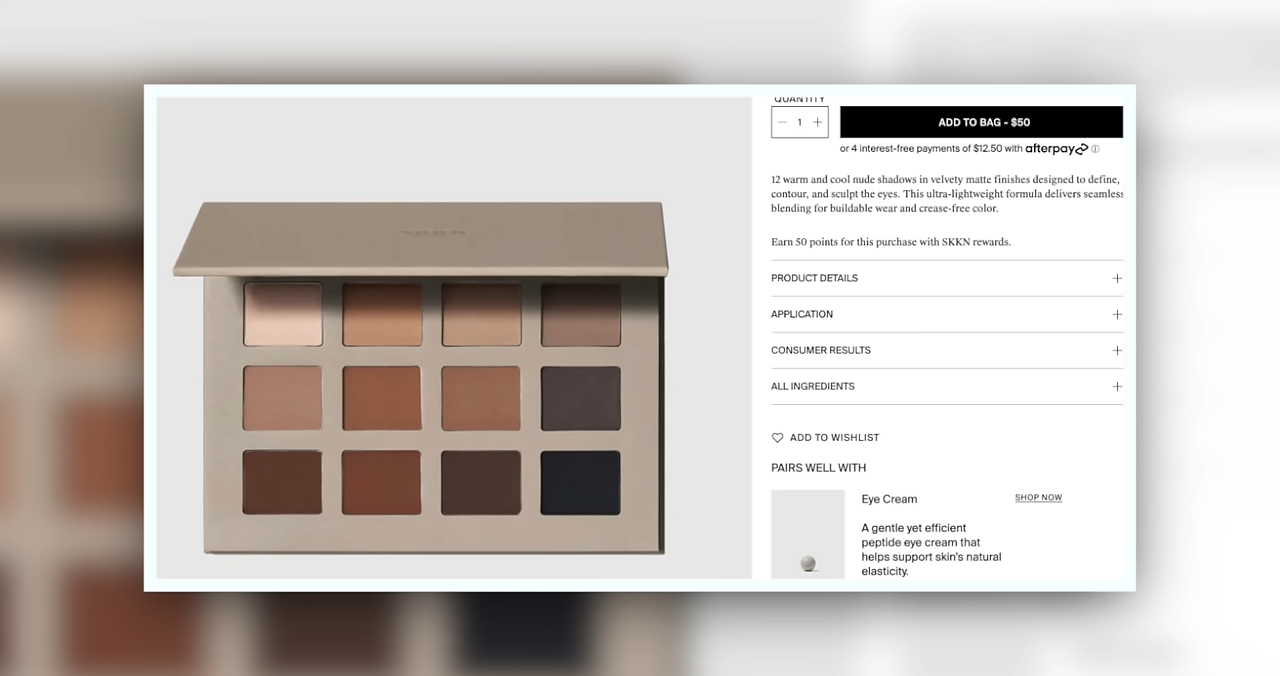 QUANTITY
1
ADD TO BAG - $50
or 4 interest-free payments of $12.50 with afterpay
12 warm and cool nude shadows in velvety matte finishes designed to define,
contour, and sculpt the eyes. This ultra-lightweight formula delivers seamless
blending for buildable wear and crease-free color.
Earn 50 points for this purchase with SKKN rewards.
PRODUCT DETAILS
APPLICATION
CONSUMER RESULTS
ALL INGREDIENTS
ADD TO WISHLIST
PAIRS WELL WITH
Eye Cream
SHOP NOW
A gentle yet efficient
peptide eye cream that
helps support skin's natural
elasticity.